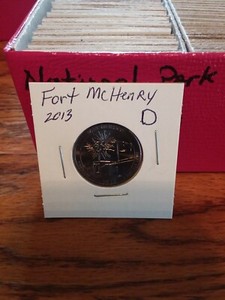 National Park
Fort McHenry
2013 D